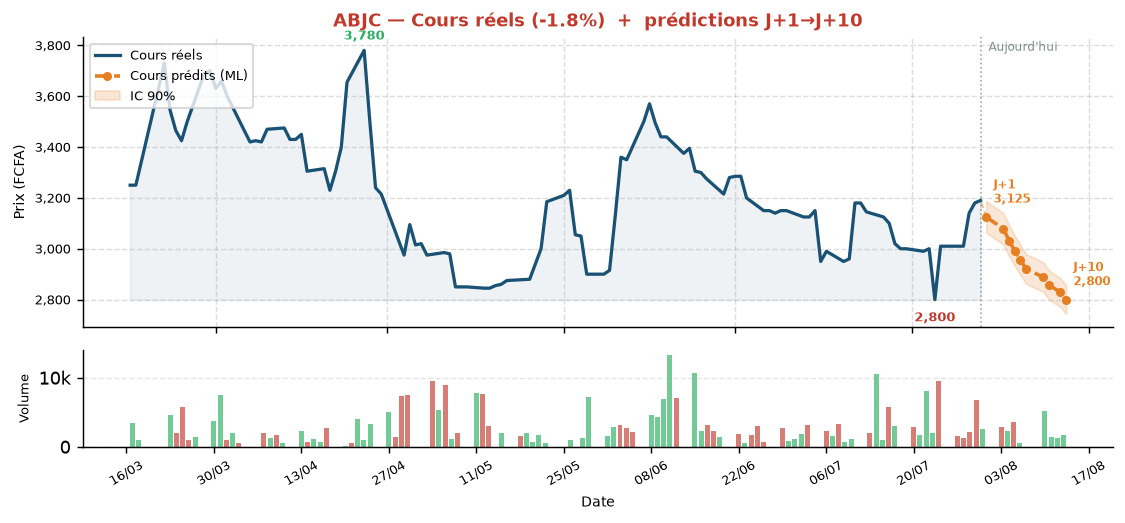 ABJC — Cours réels (-1.8%)  +  prédictions J+1→J+10
3,780
Cours réels
Cours prédits (ML)
IC 90%
Aujourd'hui
3,800
3,600
3,400
3,200
3,000
2,800
Prix (FCFA)
J+1
3,125
J+10
2,800
2,800
10k
0
Volume
16/03
30/03
13/04
27/04
11/05
25/05
08/06
22/06
06/07
20/07
03/08
17/08
Date